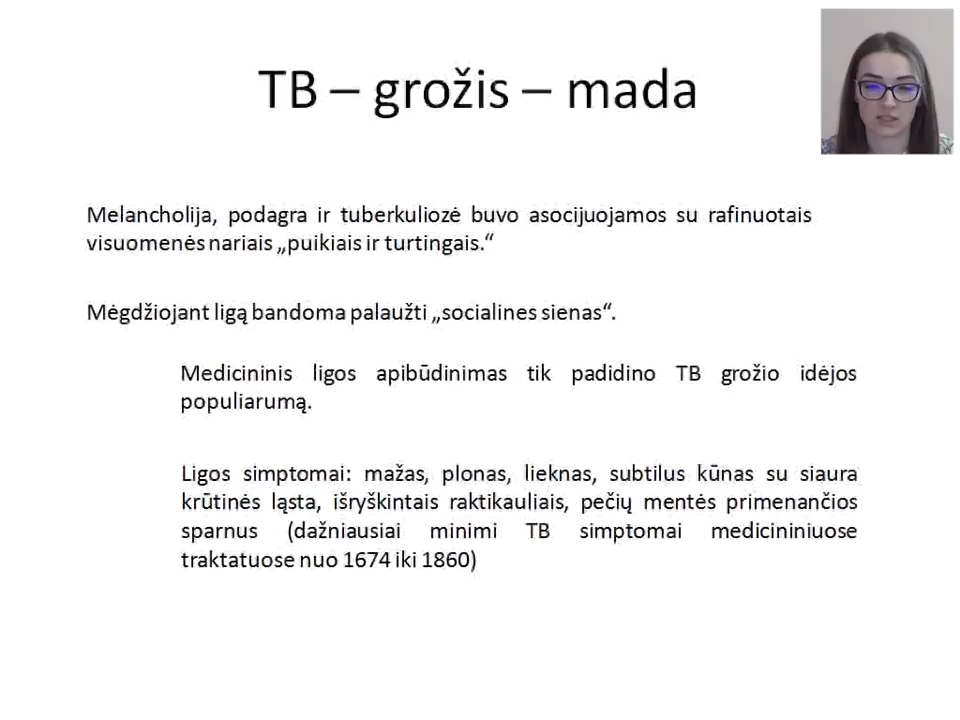 TB – grožis – mada
Melancholija, podagra ir tuberkuliozė buvo asocijuojamos su rafinuotais
visuomenės nariais „puikiais ir turtingais.“
Mėgdžiojant ligą bandoma palaužti „socialines sienas“.
Medicininis ligos apibūdinimas tik padidino TB grožio idėjos
populiarumą.
Ligos simptomai: mažas, plonas, lieknas, subtilus kūnas su siaura
krūtinės ląsta, išryškintais raktikauliais, pečių mentės primenančios
sparnus (dažniausiai minimi TB simptomai medicininiuose
traktatuose nuo 1674 iki 1860)